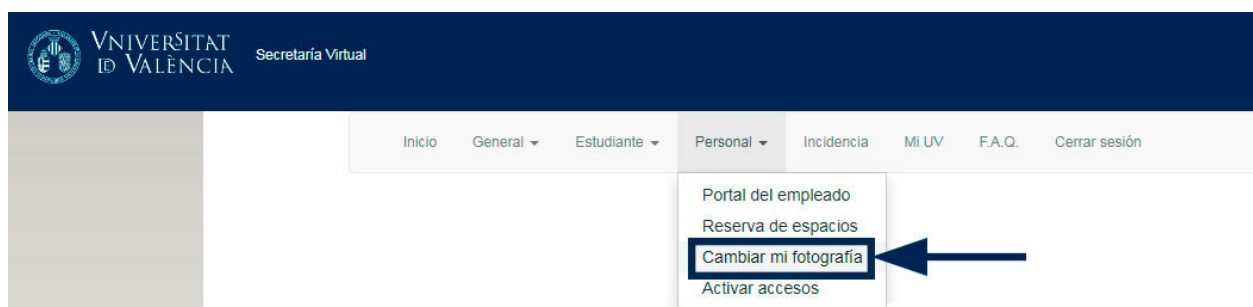 VNIVERSITAT
ID VALÈNCIA
Secretaría Virtual
Inicio General Estudiante Personal Incidencia Mi UV F.A.Q. Cerrar sesión
Portal del empleado
Reserva de espacios
Cambiar mi fotografía
Activar accesos